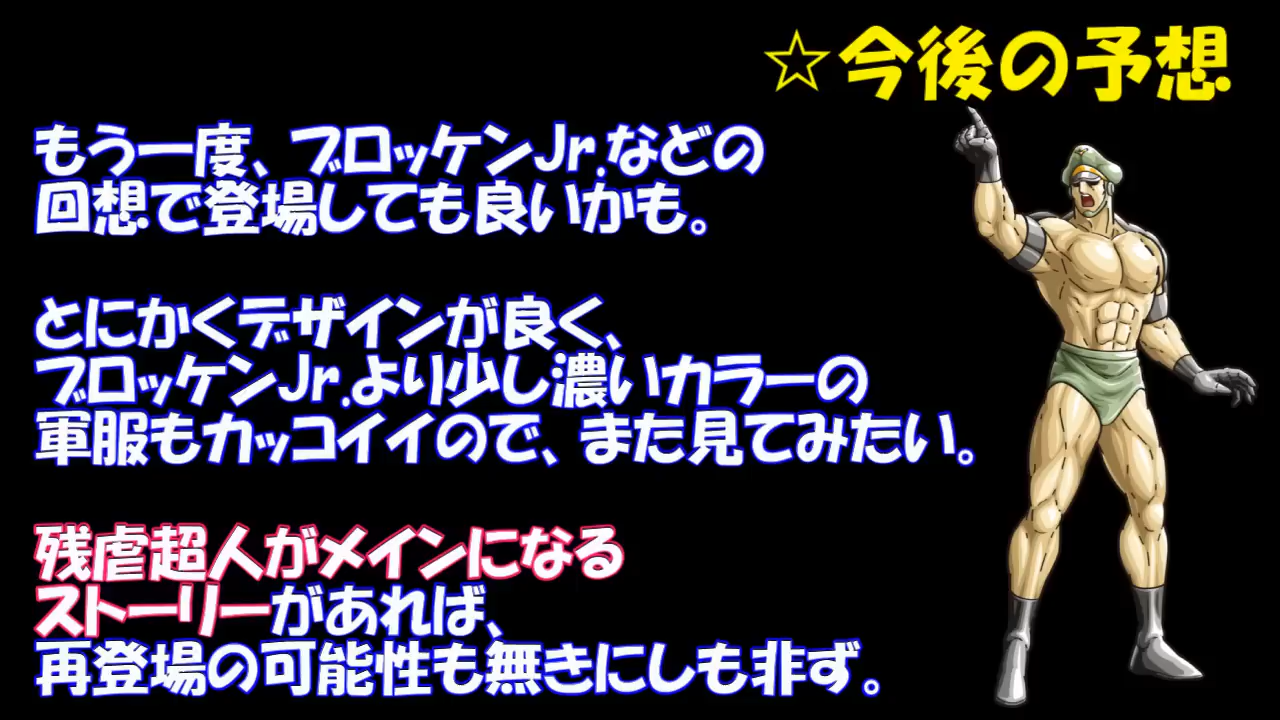 ☆今後の予想
もう一度、ブロッケンJr.などの
回想で登場しても良いかも。
とにかくデザインが良く、
ブロッケンJr.より少し濃いカラーの
軍服もカッコイイので、また見てみたい。
残虐超人がメインになる
ストーリーがあれば、
再登場の可能性も無きにしも非ず。